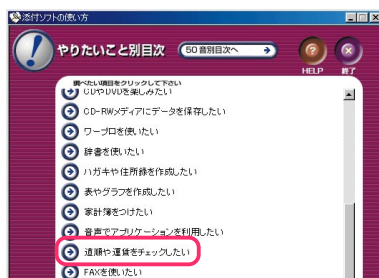 添付ソフトの使い方
やりたいこと別目次
50音別目次へ
HELP
終了
調べたい項目をクリックして下さい
CDやDVDを楽しみたい
CD-RWメディアにデータを保存したい
ワープロを使いたい
辞書を使いたい
ハガキや住所録を作成したい
表やグラフを作成したい
家計簿をつけたい
音声でアプリケーションを利用したい
道順や運賃をチェックしたい
FAXを使いたい